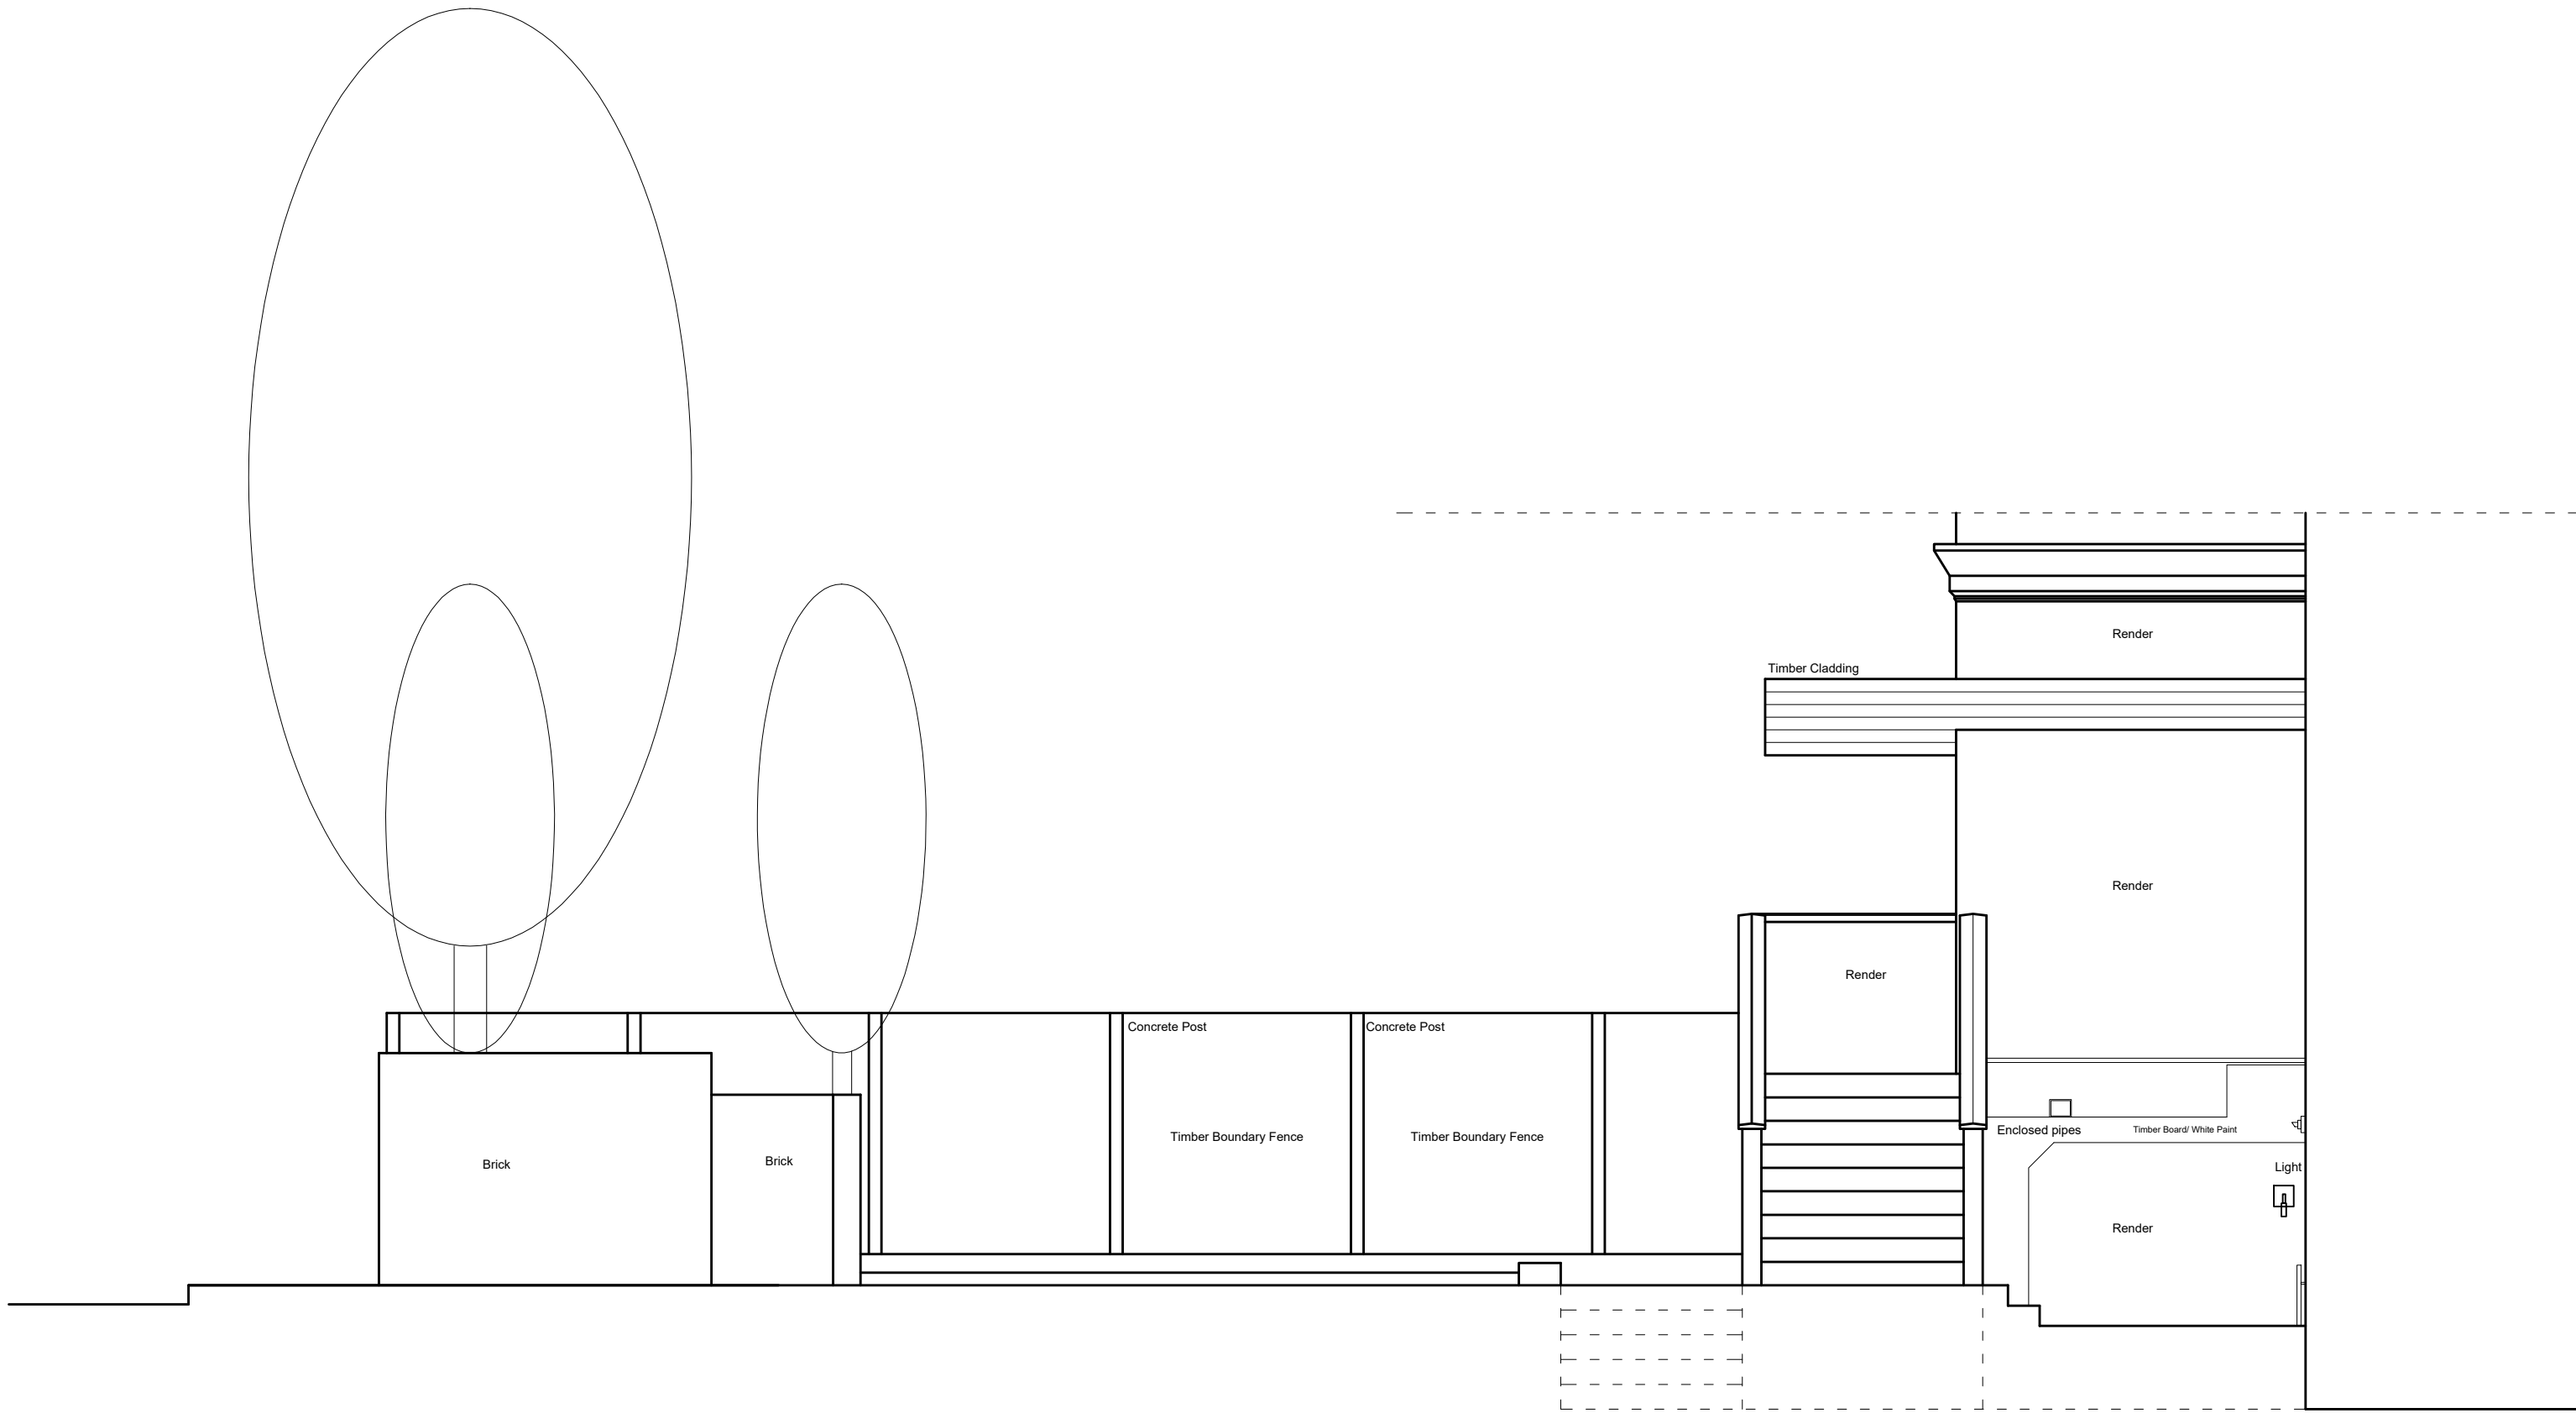 Render
Timber Cladding
Render
Render
Concrete Post
Concrete Post
Enclosed pipes
Timber Board/ White Paint
Timber Boundary Fence
Timber Boundary Fence
Brick
Brick
Light
Render